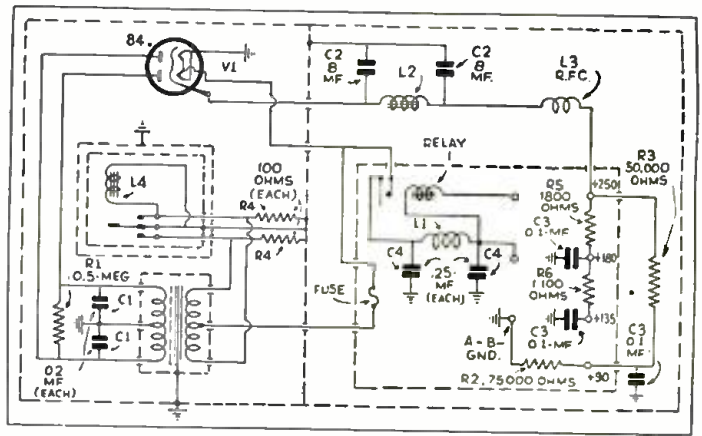 84.
V1
C2
8
MF.
L2
C2
8
MF.
L3
R.F.C.
RELAY
R3
50,000
OHMS
L4
100
OHMS
(EACH)
R4
R4
+250
R5
1800
OHMS
C3
0.1-MF
+180
L1
C4
C4
.25-
MF
(EACH)
R6
1100
OHMS
R1
0.5-MEG
C1
C1
FUSE
C3
0.1-MF
+135
A-B-
GND.
C3
0.1
MF.
+90
R2, 75000 OHMS
02
MF
(EACH)